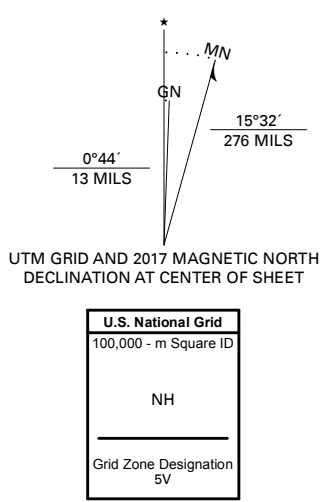 ★
MN
GN
15°32´
276 MILS
0°44´
13 MILS
UTM GRID AND 2017 MAGNETIC NORTH
DECLINATION AT CENTER OF SHEET
U.S. National Grid
100,000 - m Square ID
NH
Grid Zone Designation
5V